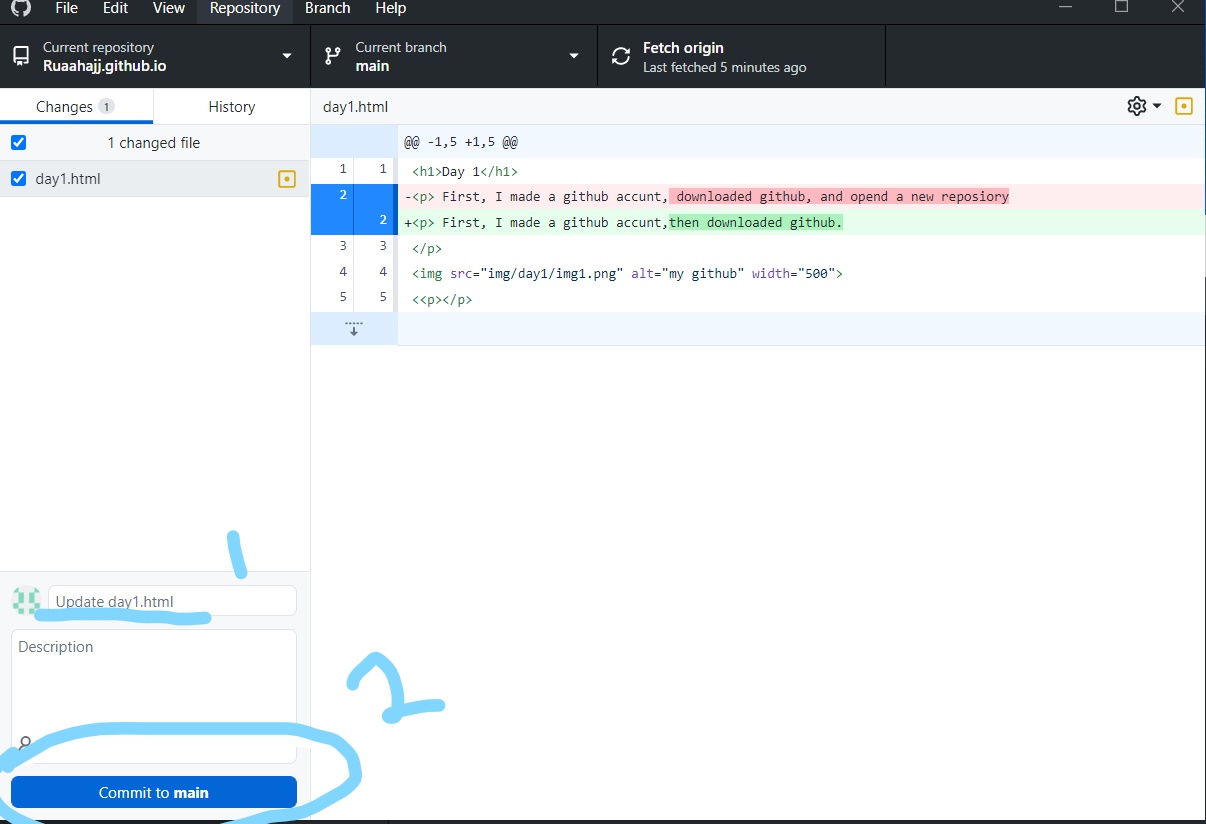 File Edit View Repository Branch Help
Current repository
Ruaahajj.github.io
Current branch
main
Fetch origin
Last fetched 5 minutes ago
Changes 1
History
day1.html
1 changed file
day1.html
@@ -1,5 +1,5 @@
1 1 <h1>Day 1</h1>
2 -<p> First, I made a github accunt, downloaded github, and opend a new reposiory
2 +<p> First, I made a github accunt,then downloaded github.
3 3 </p>
4 4 <img src="img/day1/img1.png" alt="my github" width="500">
5 5 <<p></p>
1
Update day1.html
Description
2
Commit to main